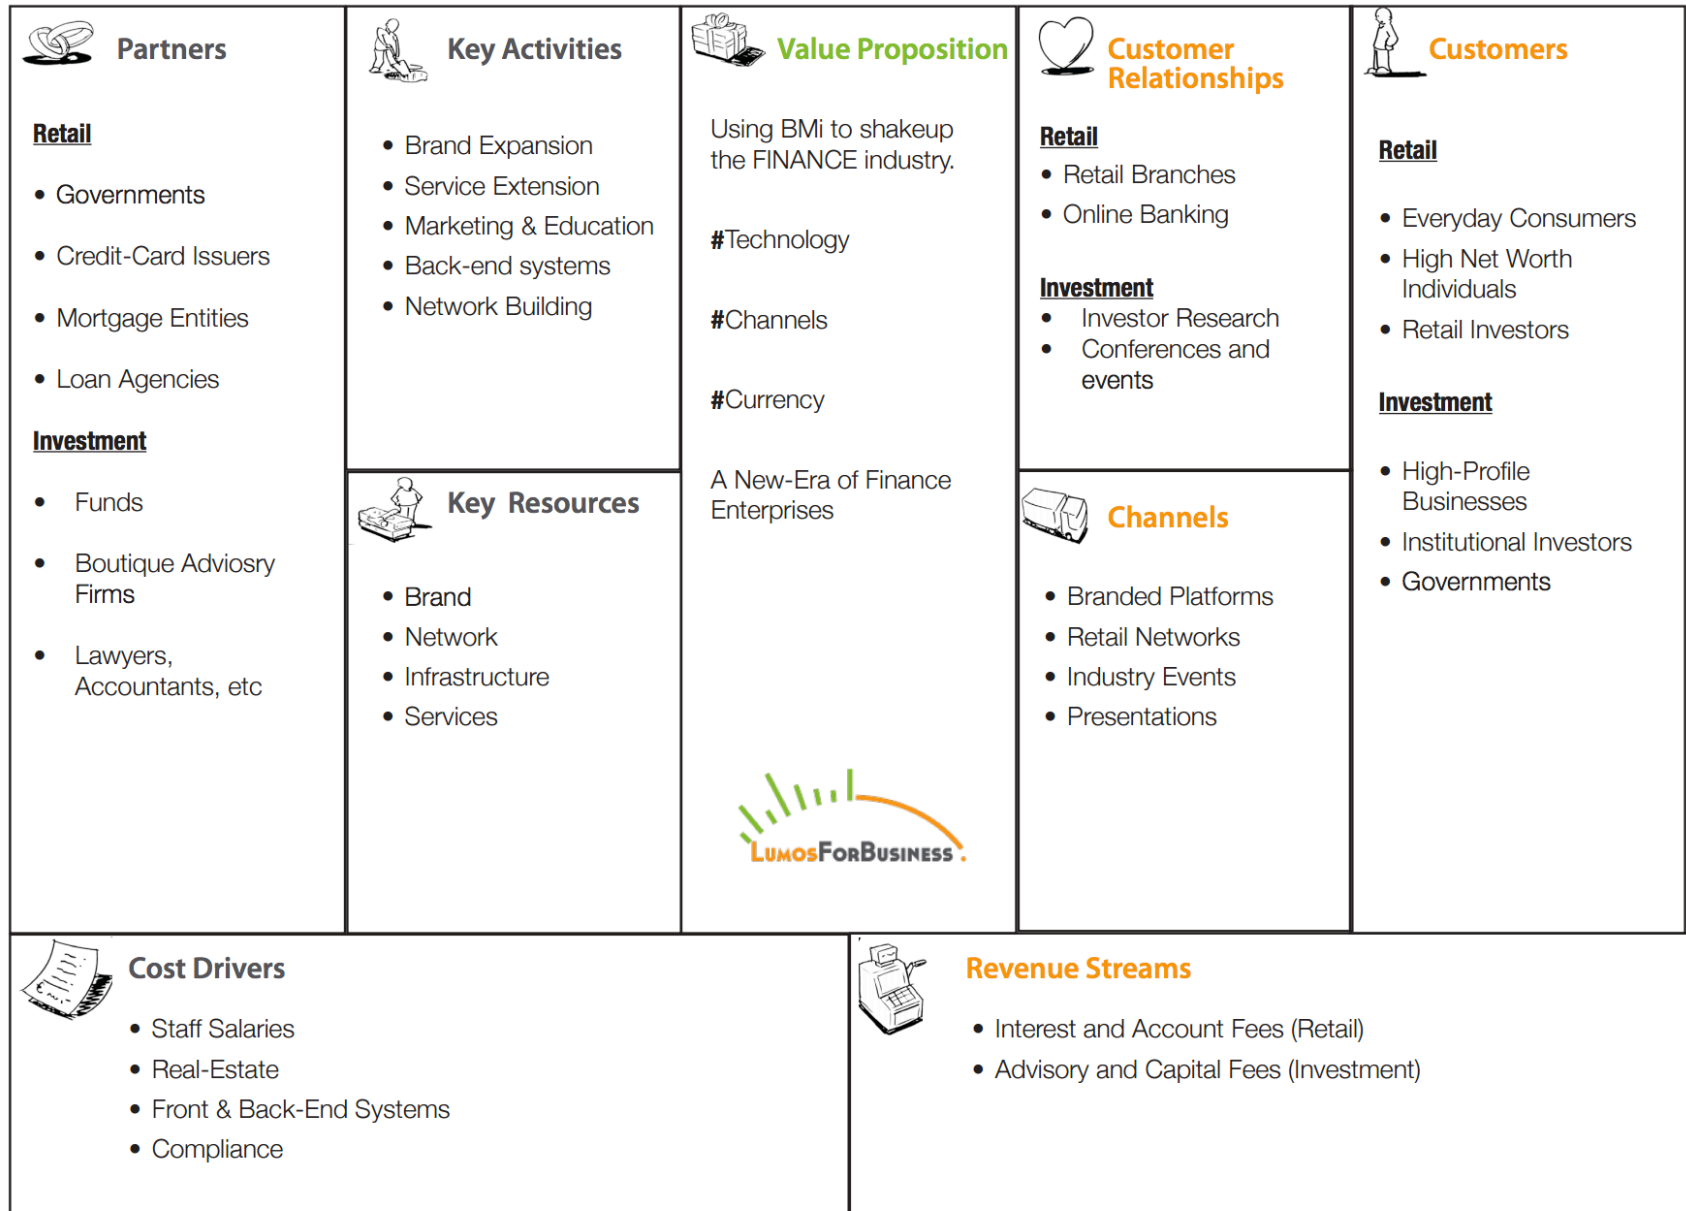 Partners
Retail
• Governments
• Credit-Card Issuers
• Mortgage Entities
• Loan Agencies
Investment
• Funds
• Boutique Adviosry
Firms
• Lawyers,
Accountants, etc
Key Activities
• Brand Expansion
• Service Extension
• Marketing & Education
• Back-end systems
• Network Building
Key Resources
• Brand
• Network
• Infrastructure
• Services
Value Proposition
Using BMi to shakeup
the FINANCE industry.
#Technology
#Channels
#Currency
A New-Era of Finance
Enterprises
LUMOSFORBUSINESS.
Customer
Relationships
Retail
• Retail Branches
• Online Banking
Investment
• Investor Research
• Conferences and
events
Channels
• Branded Platforms
• Retail Networks
• Industry Events
• Presentations
Customers
Retail
• Everyday Consumers
• High Net Worth
Individuals
• Retail Investors
Investment
• High-Profile
Businesses
• Institutional Investors
• Governments
Cost Drivers
• Staff Salaries
• Real-Estate
• Front & Back-End Systems
• Compliance
Revenue Streams
• Interest and Account Fees (Retail)
• Advisory and Capital Fees (Investment)